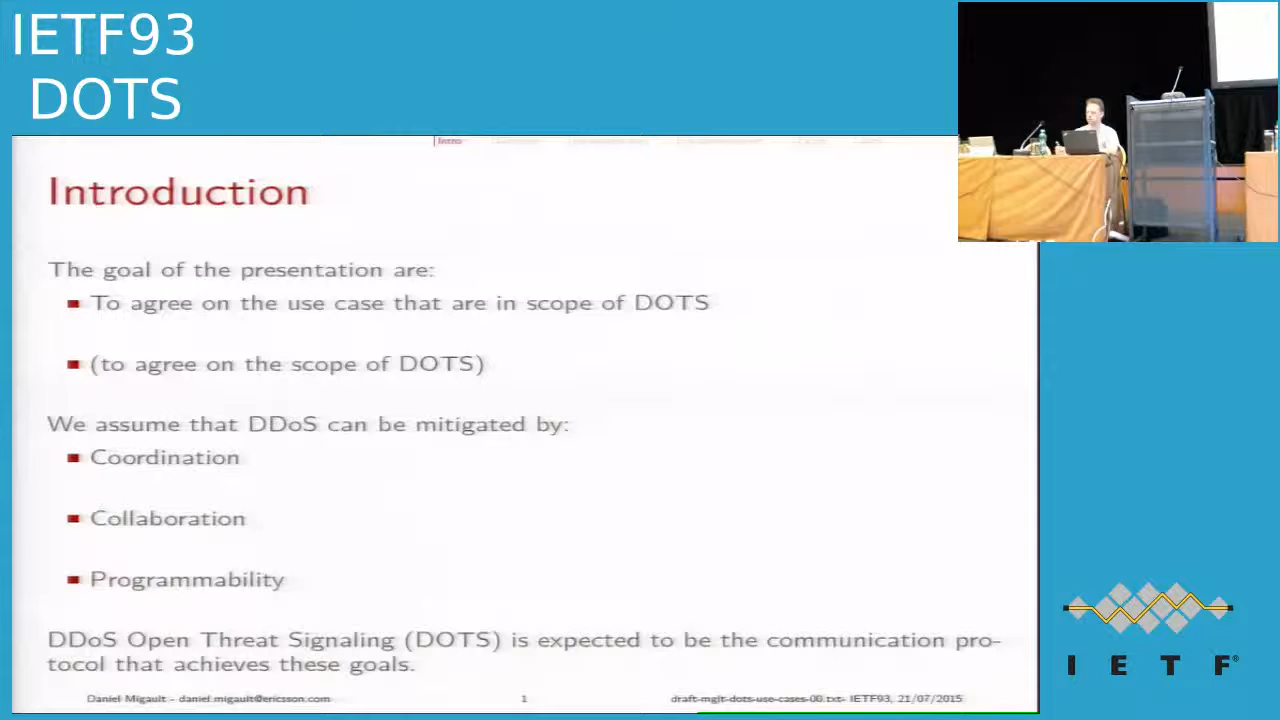 IETF93
DOTS
Intro
Introduction
The goal of the presentation are:
To agree on the use case that are in scope of DOTS
(to agree on the scope of DOTS)
We assume that DDoS can be mitigated by:
Coordination
Collaboration
Programmability
DDoS Open Threat Signaling (DOTS) is expected to be the communication pro-
tocol that achieves these goals.
Daniel Migault - daniel.migault@ericsson.com
1
draft-mglt-dots-use-cases-00.txt- IETF93, 21/07/2015
I E T F®